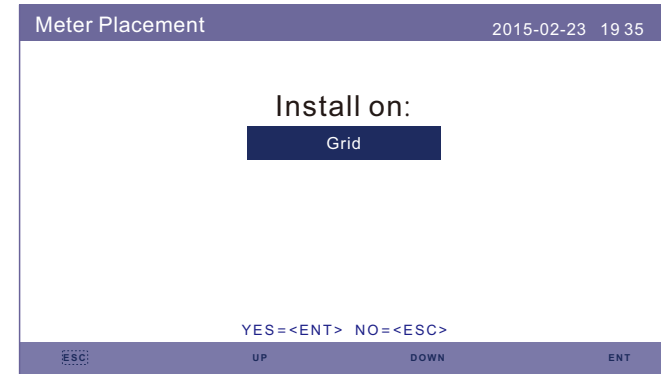 Meter Placement 2015-02-23 19 35
Install on:
Grid
YES=<ENT> NO=<ESC>
ESC UP DOWN ENT